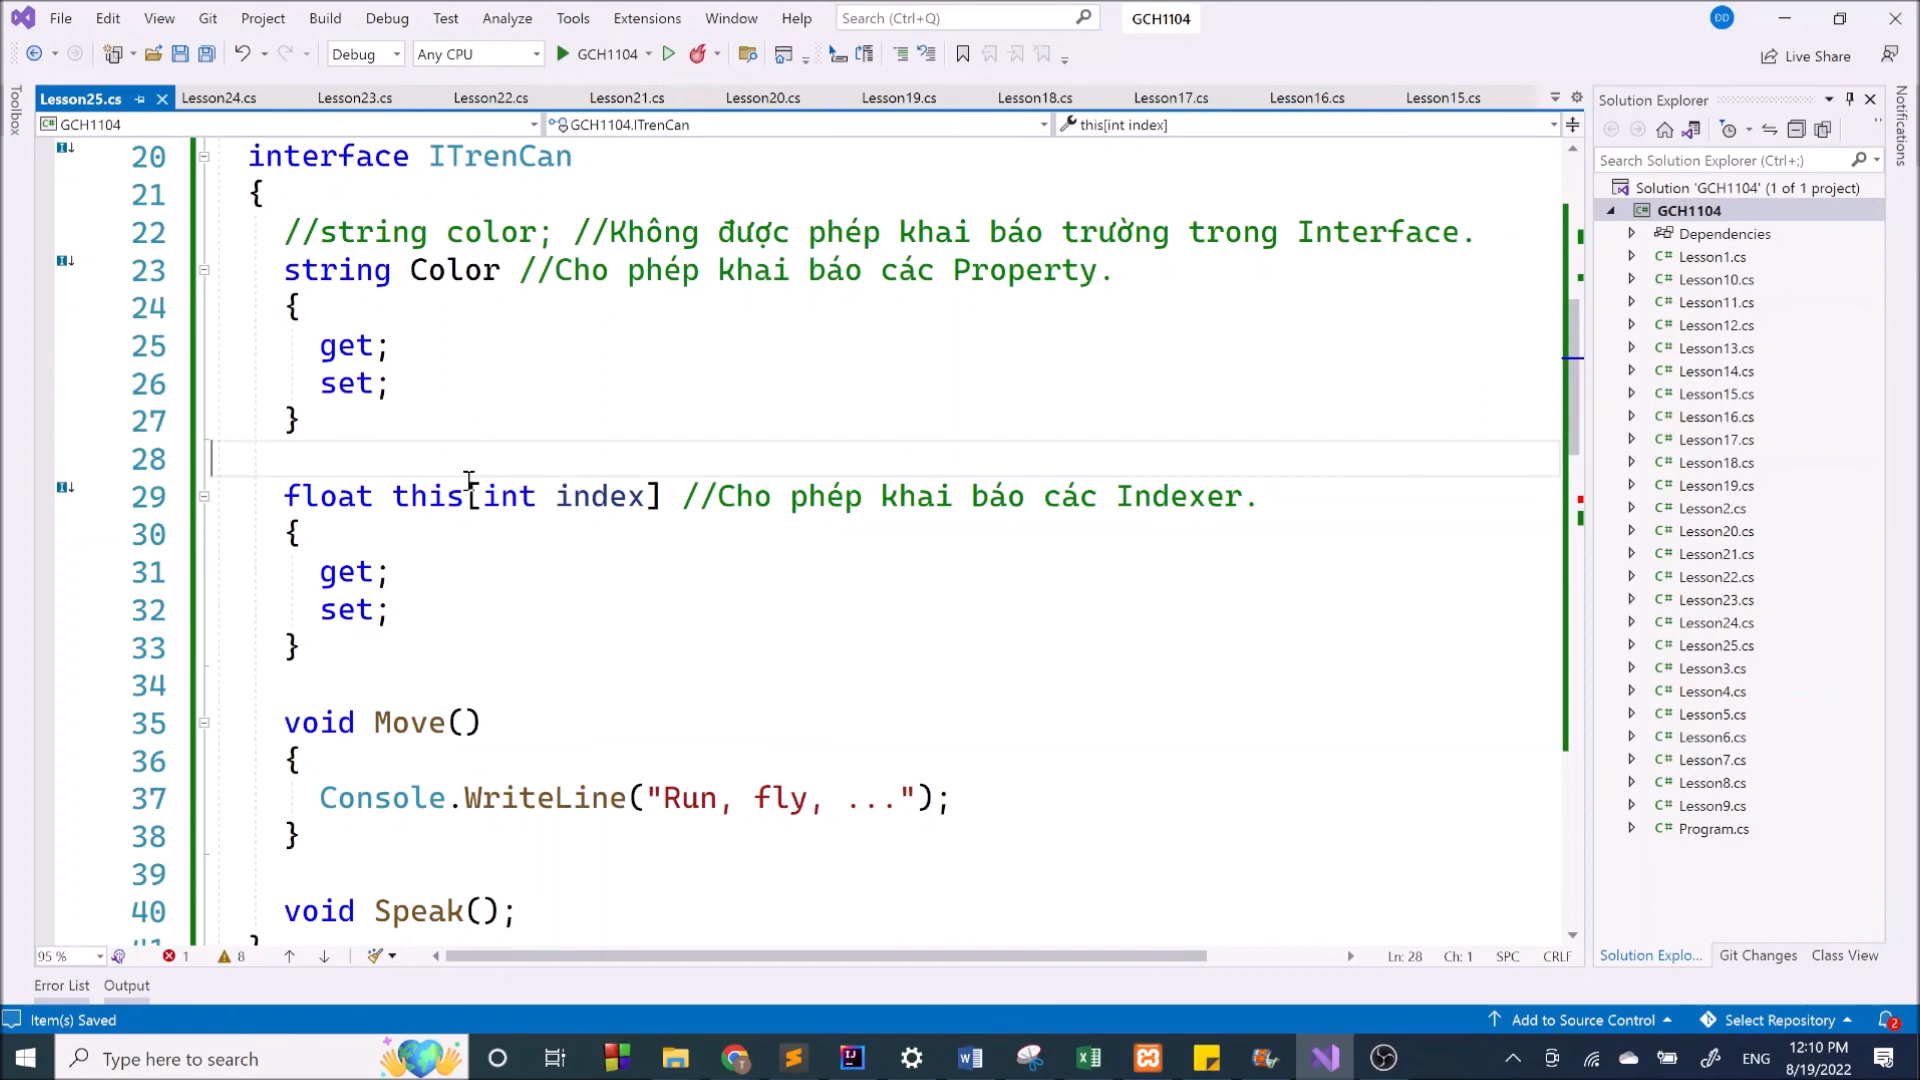 File Edit View Git Project Build Debug Test Analyze Tools Extensions Window Help Search (Ctrl+Q) GCH1104 ĐD
Debug Any CPU GCH1104 Live Share
Toolbox
Lesson25.cs Lesson24.cs Lesson23.cs Lesson22.cs Lesson21.cs Lesson20.cs Lesson19.cs Lesson18.cs Lesson17.cs Lesson16.cs Lesson15.cs
GCH1104 GCH1104.ITrenCan this[int index]
20 interface ITrenCan
21 {
22 //string color; //Không được phép khai báo trường trong Interface.
23 string Color //Cho phép khai báo các Property.
24 {
25 get;
26 set;
27 }
28
29 float this[int index] //Cho phép khai báo các Indexer.
30 {
31 get;
32 set;
33 }
34
35 void Move()
36 {
37 Console.WriteLine("Run, fly, ...");
38 }
39
40 void Speak();
95 % 1 8 Ln: 28 Ch: 1 SPC CRLF
Error List Output
Solution Explorer
Search Solution Explorer (Ctrl+;)
Solution 'GCH1104' (1 of 1 project)
GCH1104
Dependencies
Lesson1.cs
Lesson10.cs
Lesson11.cs
Lesson12.cs
Lesson13.cs
Lesson14.cs
Lesson15.cs
Lesson16.cs
Lesson17.cs
Lesson18.cs
Lesson19.cs
Lesson2.cs
Lesson20.cs
Lesson21.cs
Lesson22.cs
Lesson23.cs
Lesson24.cs
Lesson25.cs
Lesson3.cs
Lesson4.cs
Lesson5.cs
Lesson6.cs
Lesson7.cs
Lesson8.cs
Lesson9.cs
Program.cs
Solution Explo... Git Changes Class View
Notifications
Item(s) Saved Add to Source Control Select Repository 2
Type here to search ENG 12:10 PM
8/19/2022